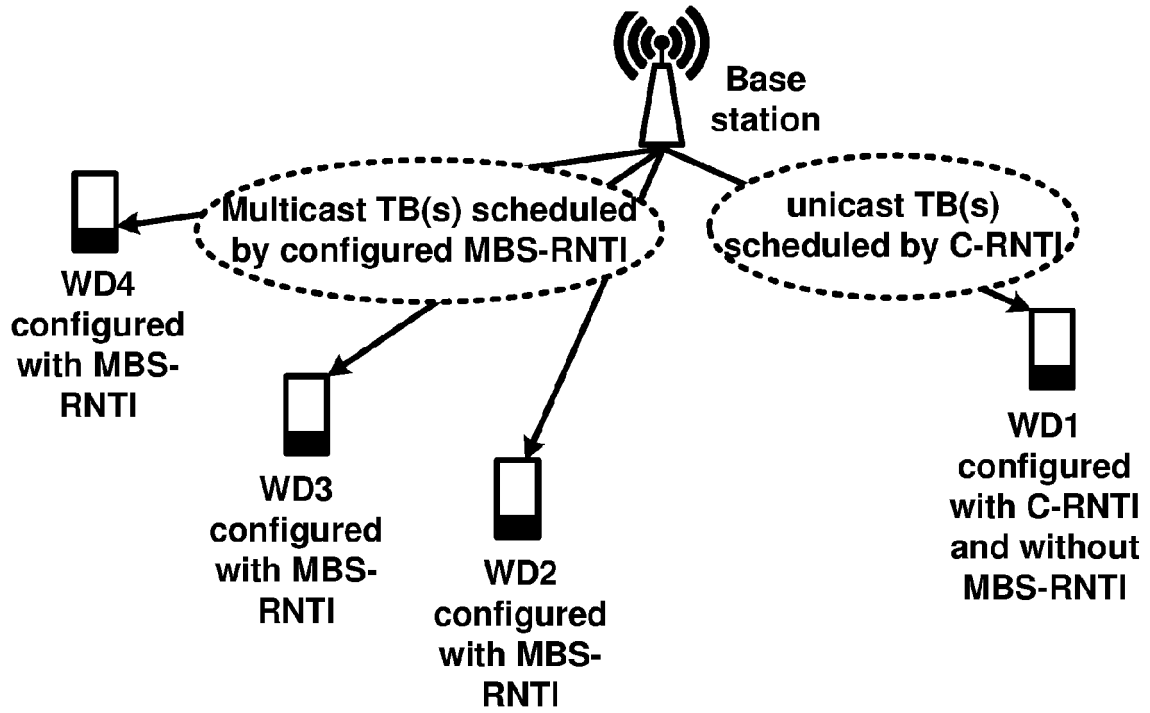 Base
station
Multicast TB(s) scheduled
by configured MBS-RNTI
unicast TB(s)
scheduled by C-RNTI
WD4
configured
with MBS-
RNTI
WD3
configured
with MBS-
RNTI
WD2
configured
with MBS-
RNTI
WD1
configured
with C-RNTI
and without
MBS-RNTI